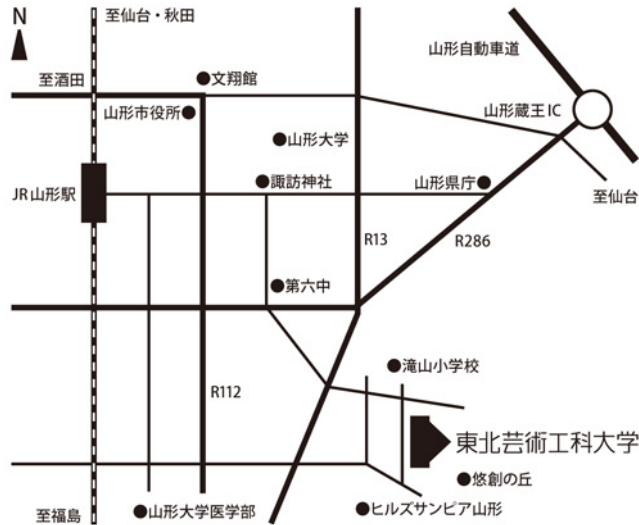 N
至仙台・秋田
山形自動車道
至酒田
文翔館
山形市役所
山形蔵王IC
山形大学
JR山形駅
諏訪神社
山形県庁
至仙台
R13
R286
第六中
滝山小学校
R112
東北芸術工科大学
悠創の丘
至福島
山形大学医学部
ヒルズサンピア山形